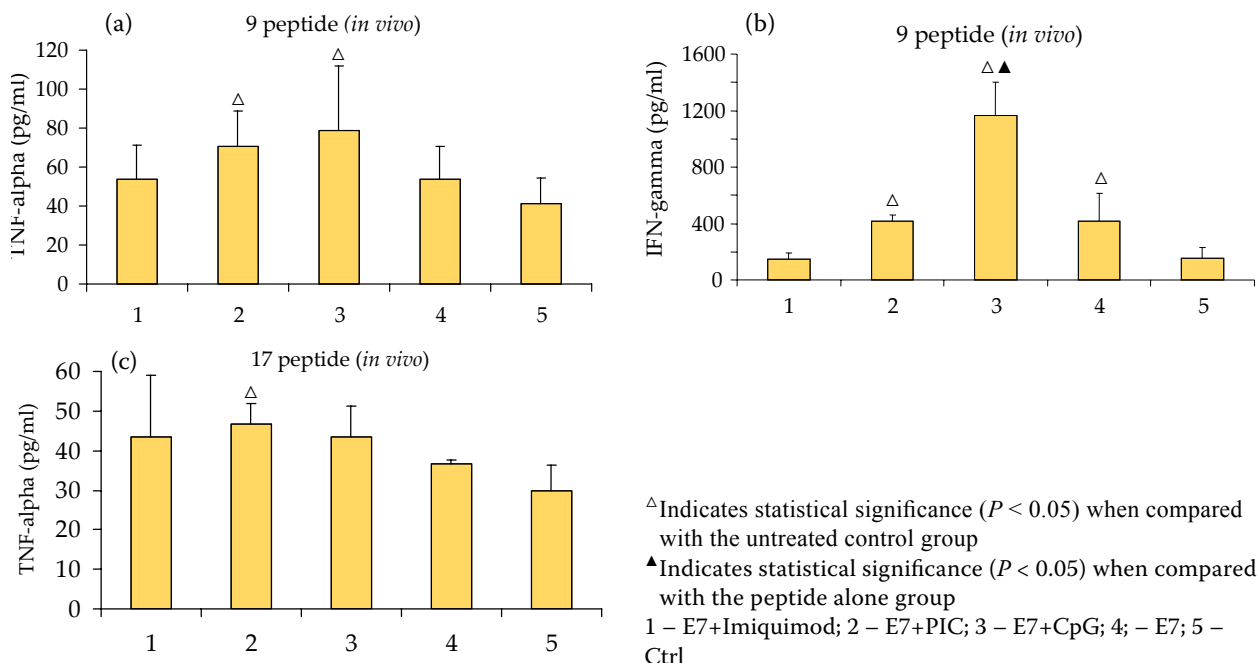 (a)
9 peptide (in vivo)
TNF-alpha (pg/ml)
120
100
80
60
40
20
0
△
△
1 2 3 4 5
(b)
9 peptide (in vivo)
IFN-gamma (pg/ml)
1600
1200
800
400
0
△
△▲
△
1 2 3 4 5
(c)
17 peptide (in vivo)
TNF-alpha (pg/ml)
60
50
40
30
20
10
0
△
1 2 3 4 5
△Indicates statistical significance (P < 0.05) when compared
with the untreated control group
▲Indicates statistical significance (P < 0.05) when compared
with the peptide alone group
1 – E7+Imiquimod; 2 – E7+PIC; 3 – E7+CpG; 4; – E7; 5 –
Ctrl